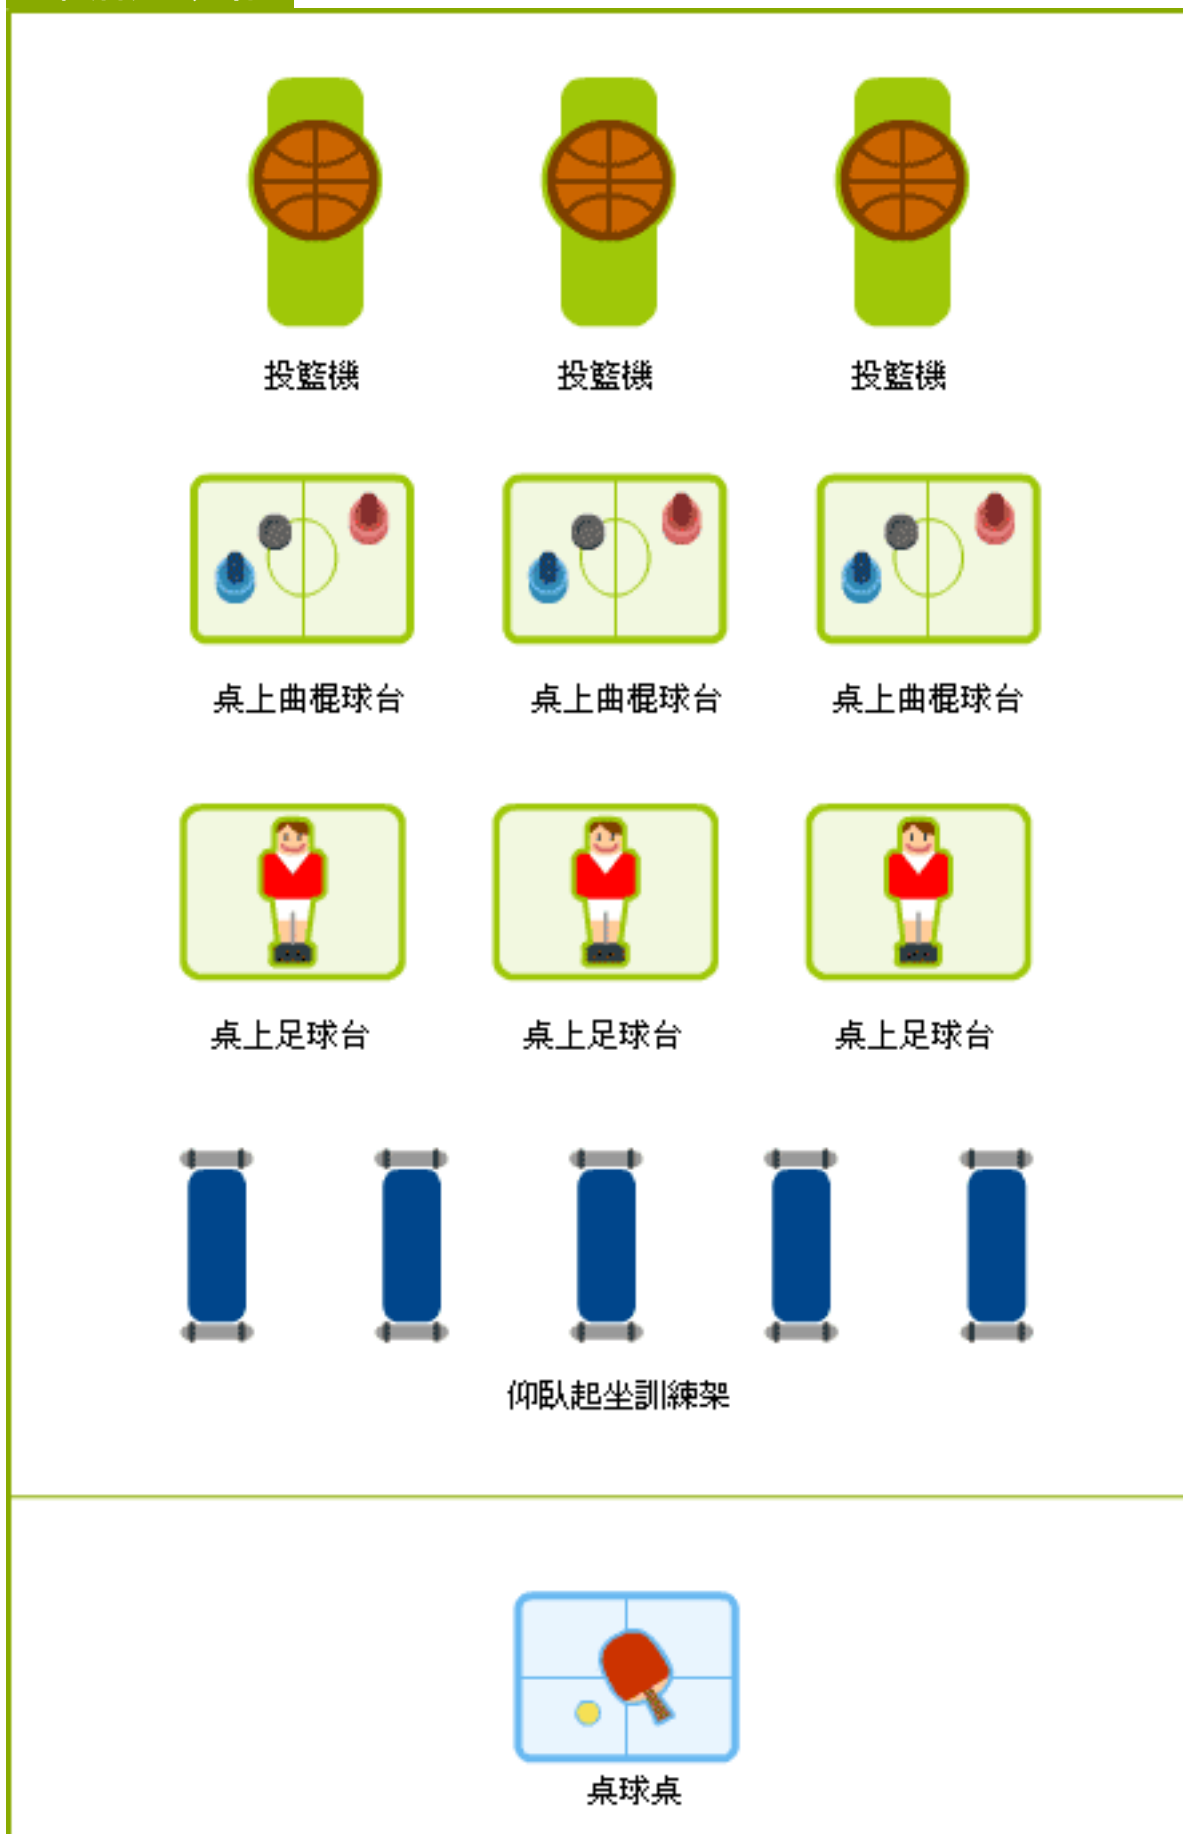 投籃機 投籃機 投籃機
桌上曲棍球台 桌上曲棍球台 桌上曲棍球台
桌上足球台 桌上足球台 桌上足球台
仰臥起坐訓練架
桌球桌